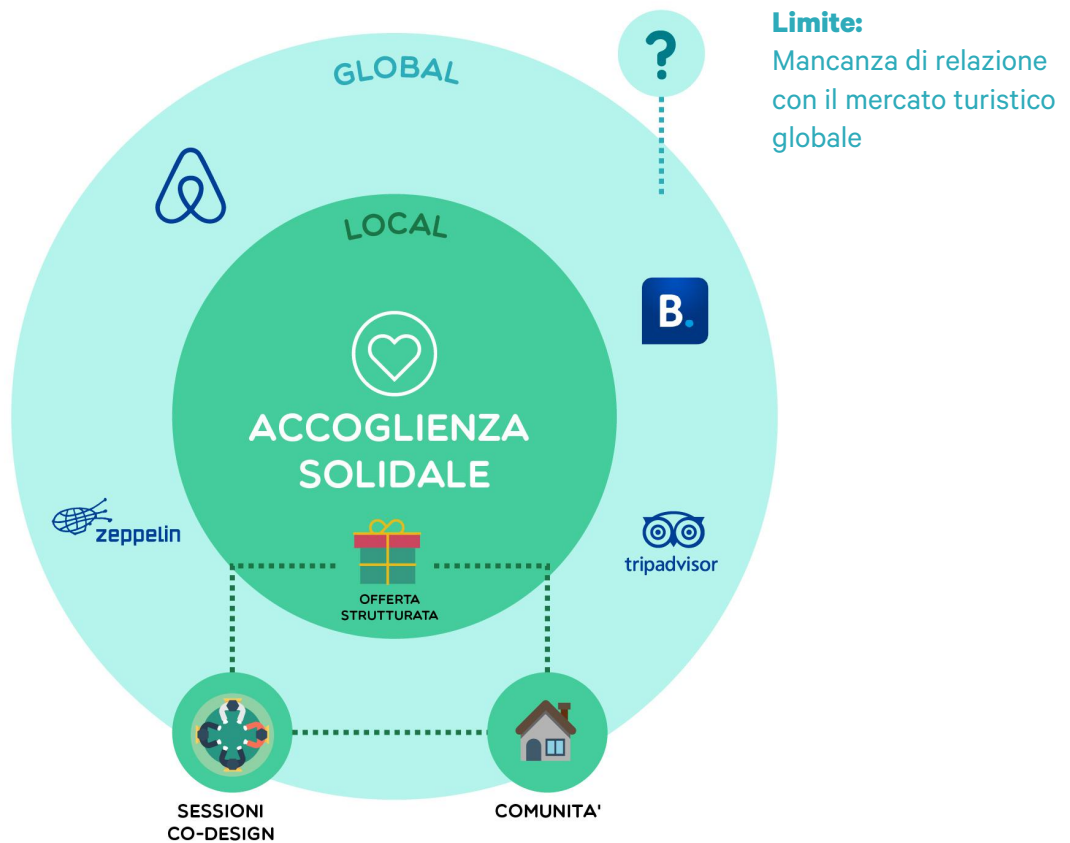 Limite:
Mancanza di relazione
con il mercato turistico
globale
?
GLOBAL
LOCAL
B.
ACCOGLIENZA
SOLIDALE
zeppelin
tripadvisor
OFFERTA
STRUTTURATA
SESSIONI
CO-DESIGN
COMUNITA'